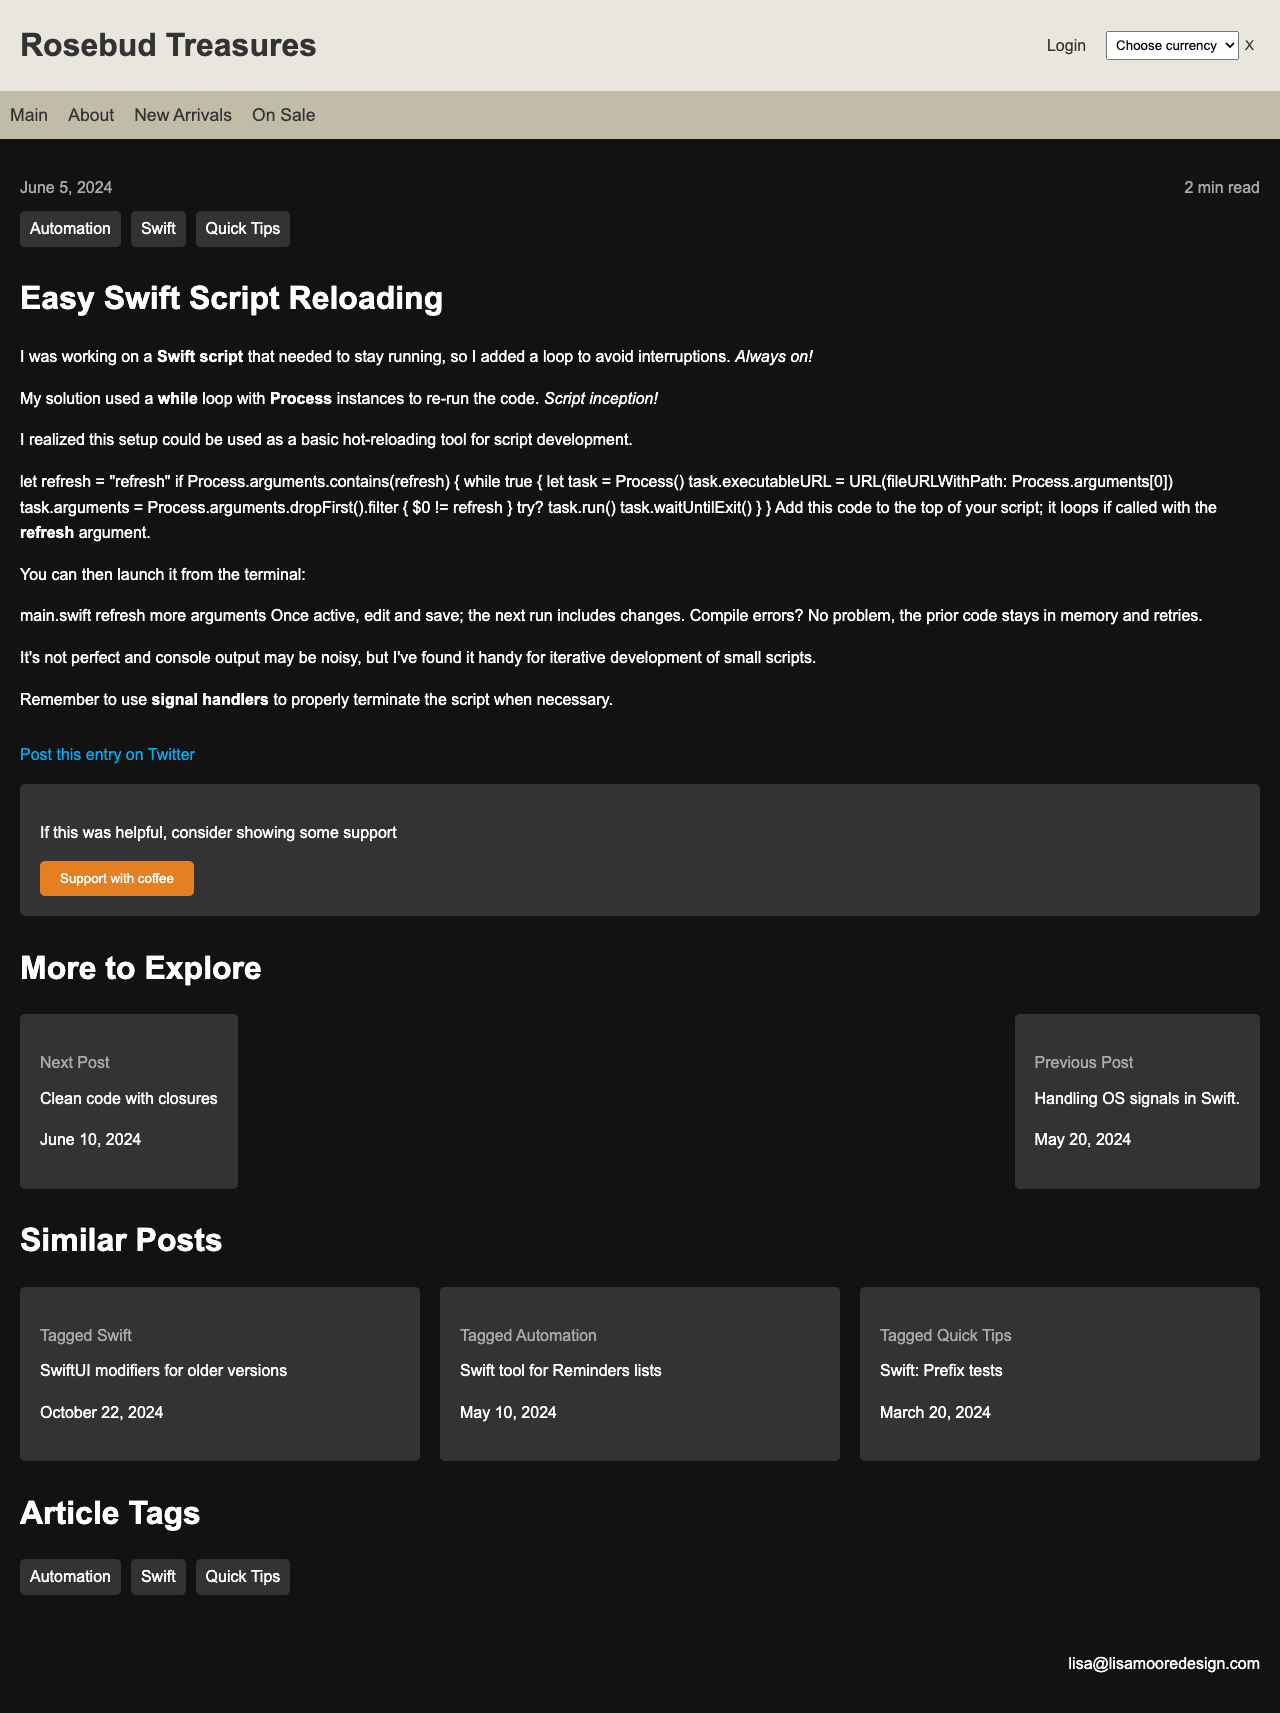 Rosebud Treasures
Login
Choose currency
X
Main
About
New Arrivals
On Sale
June 5, 2024
2 min read
Automation
Swift
Quick Tips
Easy Swift Script Reloading
I was working on a Swift script that needed to stay running, so I added a loop to avoid interruptions. Always on!
My solution used a while loop with Process instances to re-run the code. Script inception!
I realized this setup could be used as a basic hot-reloading tool for script development.
let refresh = "refresh" if Process.arguments.contains(refresh) { while true { let task = Process() task.executableURL = URL(fileURLWithPath: Process.arguments[0])
task.arguments = Process.arguments.dropFirst().filter { $0 != refresh } try? task.run() task.waitUntilExit() } } Add this code to the top of your script; it loops if called with the
refresh argument.
You can then launch it from the terminal:
main.swift refresh more arguments Once active, edit and save; the next run includes changes. Compile errors? No problem, the prior code stays in memory and retries.
It's not perfect and console output may be noisy, but I've found it handy for iterative development of small scripts.
Remember to use signal handlers to properly terminate the script when necessary.
Post this entry on Twitter
If this was helpful, consider showing some support
Support with coffee
More to Explore
Next Post
Clean code with closures
June 10, 2024
Previous Post
Handling OS signals in Swift.
May 20, 2024
Similar Posts
Tagged Swift
SwiftUI modifiers for older versions
October 22, 2024
Tagged Automation
Swift tool for Reminders lists
May 10, 2024
Tagged Quick Tips
Swift: Prefix tests
March 20, 2024
Article Tags
Automation
Swift
Quick Tips
lisa@lisamooredesign.com